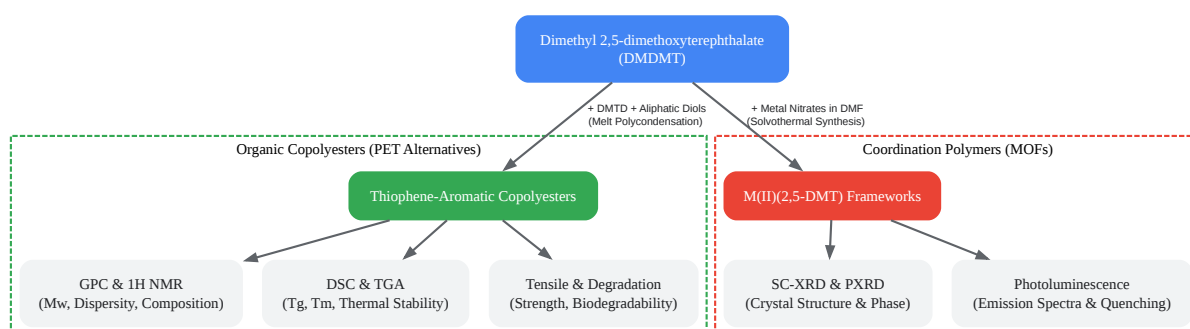 Dimethyl 2,5-dimethoxyterephthalate
(DMDMT)
+ DMTD + Aliphatic Diols
(Melt Polycondensation)
+ Metal Nitrates in DMF
(Solvothermal Synthesis)
Organic Copolyesters (PET Alternatives)
Coordination Polymers (MOFs)
Thiophene-Aromatic Copolyesters
M(II)(2,5-DMT) Frameworks
GPC & 1H NMR
(Mw, Dispersity, Composition)
DSC & TGA
(Tg, Tm, Thermal Stability)
Tensile & Degradation
(Strength, Biodegradability)
SC-XRD & PXRD
(Crystal Structure & Phase)
Photoluminescence
(Emission Spectra & Quenching)